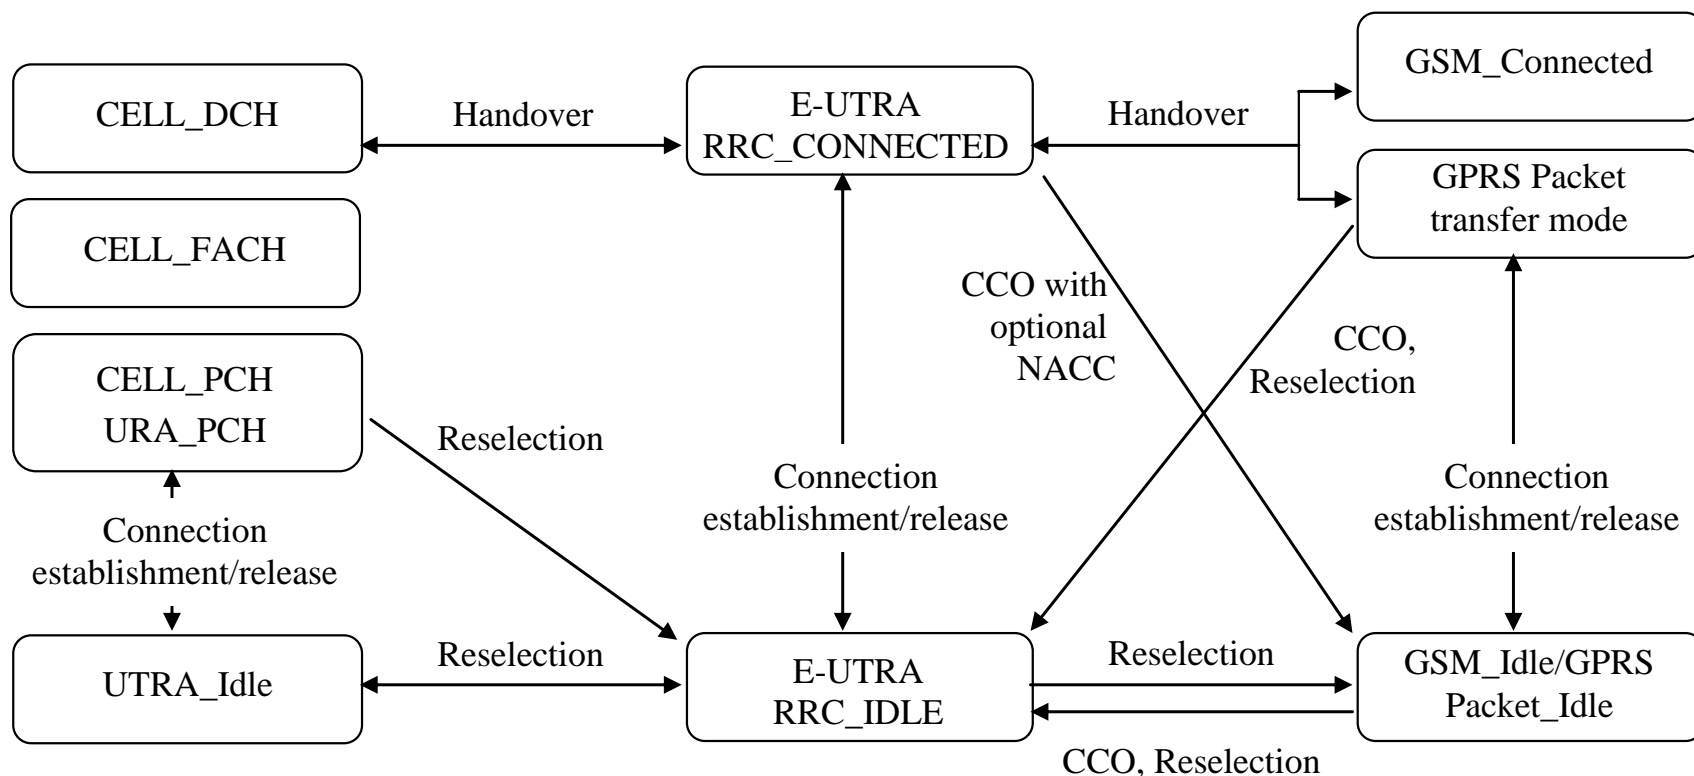 GSM_Connected
CELL_DCH
Handover
E-UTRA
RRC_CONNECTED
Handover
GPRS Packet
transfer mode
CELL_FACH
CCO with
optional
NACC
CCO,
Reselection
CELL_PCH
URA_PCH
Reselection
Connection
establishment/release
Connection
establishment/release
Connection
establishment/release
UTRA_Idle
Reselection
E-UTRA
RRC_IDLE
Reselection
GSM_Idle/GPRS
Packet_Idle
CCO, Reselection